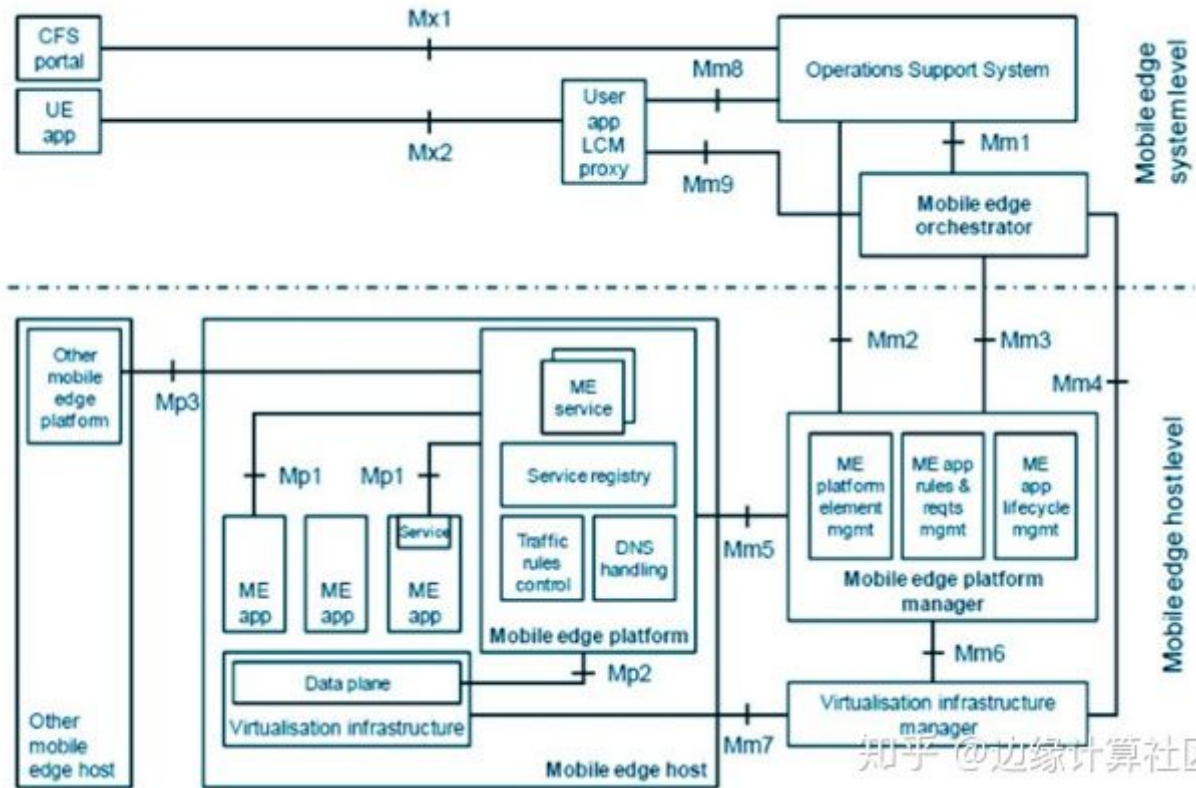 CFS
portal
Mx1
Operations Support System
Mobile edge
system level
UE
app
Mx2
User
app
LCM
proxy
Mm8
Mm9
Mm1
Mobile edge
orchestrator
Other
mobile
edge
platform
Mp3
ME
service
Service registry
Traffic
rules
control
DNS
handling
Mobile edge platform
Mp1
Mp1
ME
app
ME
app
Service
ME
app
Mp2
Data plane
Virtualisation infrastructure
Mobile edge host
Other
mobile
edge host
Mm2
Mm3
Mm4
Mm5
ME
platform
element
mgmt
ME app
rules &
reqts
mgmt
ME
app
lifecycle
mgmt
Mobile edge platform
manager
Mm6
Mm7
Virtualisation infrastructure
manager
Mobile edge host level
知乎 @边缘计算社区